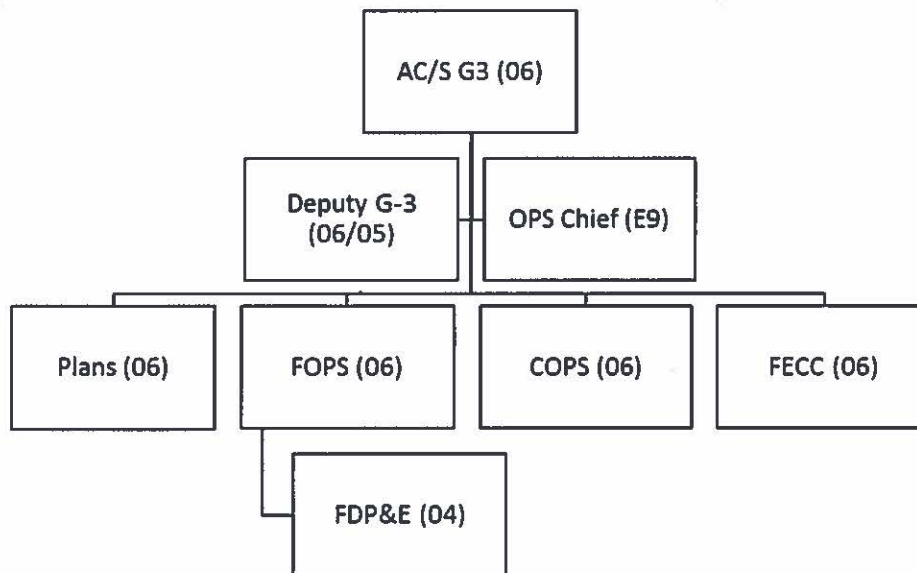 AC/S G3 (06)
Deputy G-3
(06/05)
OPS Chief (E9)
Plans (06)
FOPS (06)
COPS (06)
FECC (06)
FDP&E (04)